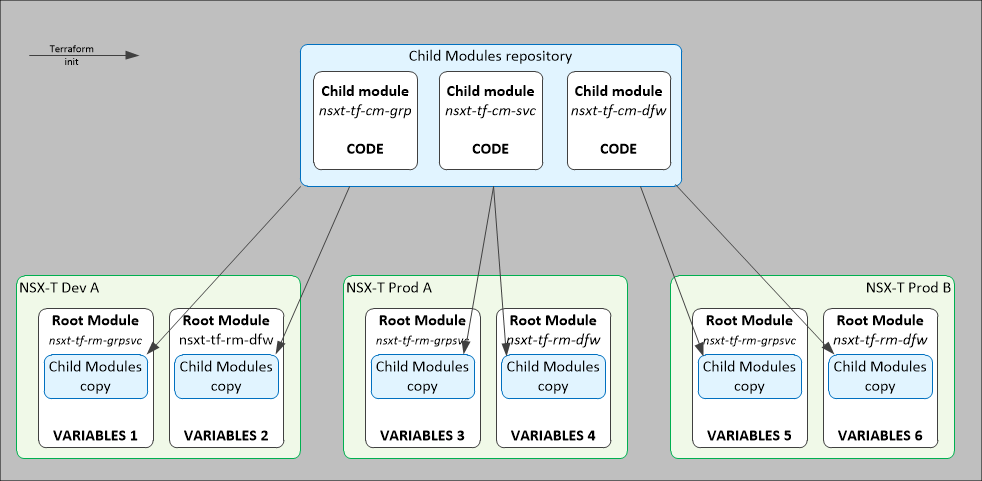 Terraform
init
Child Modules repository
Child module
nsxt-tf-cm-grp
CODE
Child module
nsxt-tf-cm-svc
CODE
Child module
nsxt-tf-cm-dfw
CODE
NSX-T Dev A
Root Module
nsxt-tf-rm-grpsvc
Child Modules
copy
VARIABLES 1
Root Module
nsxt-tf-rm-dfw
Child Modules
copy
VARIABLES 2
NSX-T Prod A
Root Module
nsxt-tf-rm-grpsvc
Child Modules
copy
VARIABLES 3
Root Module
nsxt-tf-rm-dfw
Child Modules
copy
VARIABLES 4
NSX-T Prod B
Root Module
nsxt-tf-rm-grpsvc
Child Modules
copy
VARIABLES 5
Root Module
nsxt-tf-rm-dfw
Child Modules
copy
VARIABLES 6